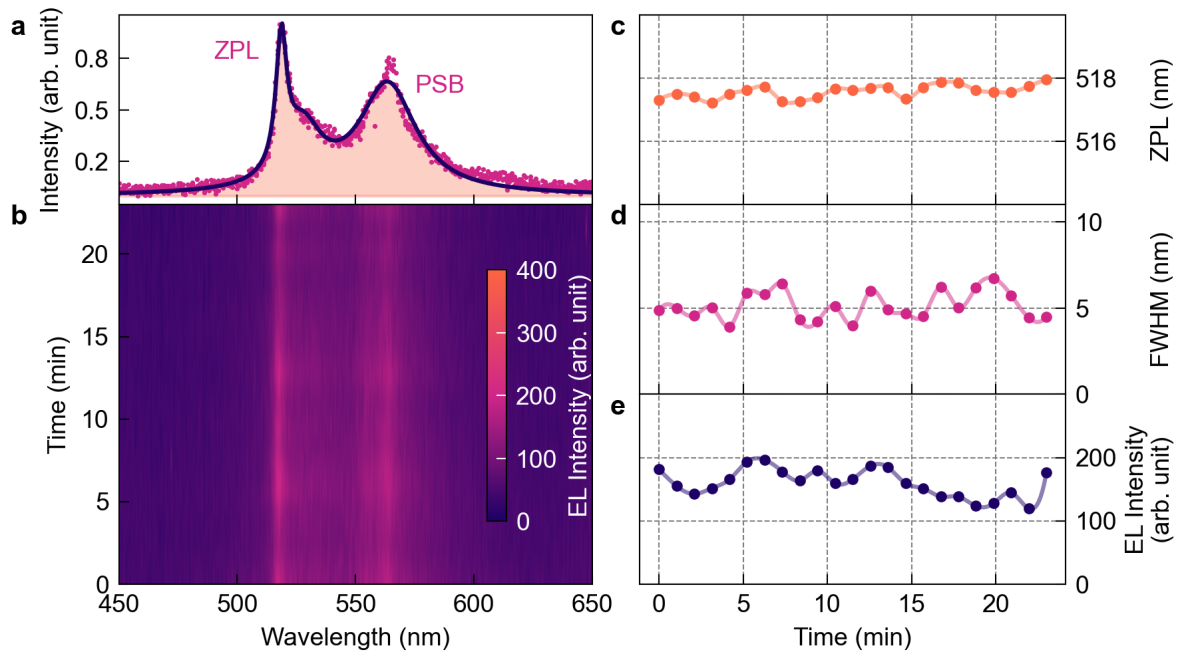 a
Intensity (arb. unit)
0.8
0.5
0.2
ZPL
PSB
b
Time (min)
20
15
10
5
0
450
500
550
600
650
Wavelength (nm)
400
300
200
100
0
EL Intensity (arb. unit)
c
518
516
ZPL (nm)
d
10
5
0
FWHM (nm)
e
200
100
0
EL Intensity
(arb. unit)
0
5
10
15
20
Time (min)